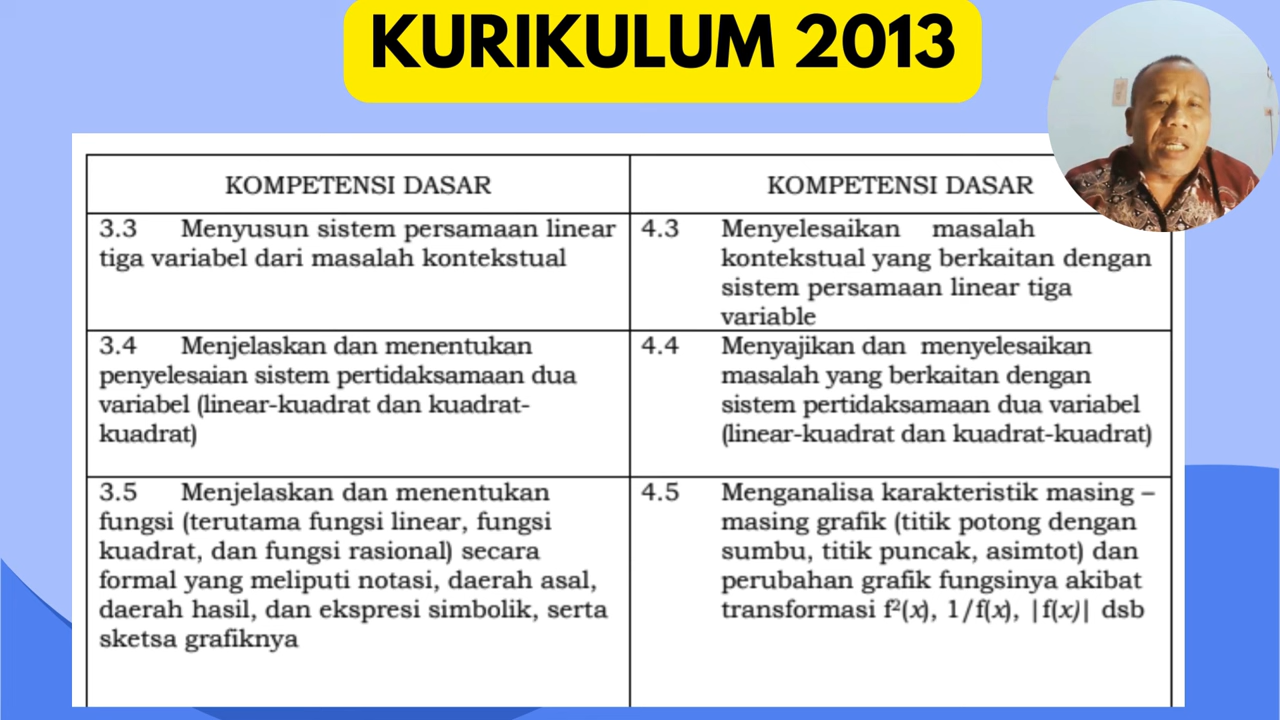 KURIKULUM 2013
KOMPETENSI DASAR
KOMPETENSI DASAR
3.3 Menyusun sistem persamaan linear
tiga variabel dari masalah kontekstual
4.3 Menyelesaikan masalah
kontekstual yang berkaitan dengan
sistem persamaan linear tiga
variable
3.4 Menjelaskan dan menentukan
penyelesaian sistem pertidaksamaan dua
variabel (linear-kuadrat dan kuadrat-
kuadrat)
4.4 Menyajikan dan menyelesaikan
masalah yang berkaitan dengan
sistem pertidaksamaan dua variabel
(linear-kuadrat dan kuadrat-kuadrat)
3.5 Menjelaskan dan menentukan
fungsi (terutama fungsi linear, fungsi
kuadrat, dan fungsi rasional) secara
formal yang meliputi notasi, daerah asal,
daerah hasil, dan ekspresi simbolik, serta
sketsa grafiknya
4.5 Menganalisa karakteristik masing –
masing grafik (titik potong dengan
sumbu, titik puncak, asimtot) dan
perubahan grafik fungsinya akibat
transformasi f²(x), 1/f(x), |f(x)| dsb